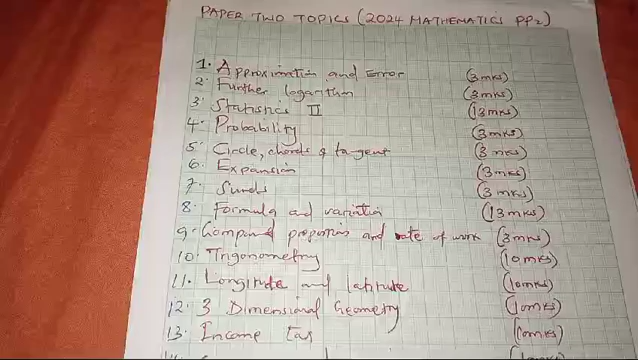 PAPER TWO TOPICS (2024 MATHEMATICS PP2)
1. Approximation and Error (3mks)
2. Further logarithm (3mks)
3. Statistics II (13mks)
4. Probability (3mks)
5. Circle, chords & tangent (3mks)
6. Expansion (3mks)
7. Surds (3mks)
8. Formula and variation (13mks)
9. Compound proportion and rate of work (3mks)
10. Trigonometry (10mks)
11. Longitude and latitude (10mks)
12. 3 Dimensional Geometry (10mks)
13. Income tax (10mks)